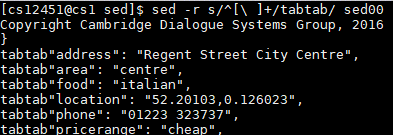 [cs12451@cs1 sed]$ sed -r s/^[\ ]+/tabtab/ sed00
Copyright Cambridge Dialogue Systems Group, 2016
}
tabtab"address": "Regent Street City Centre",
tabtab"area": "centre",
tabtab"food": "italian",
tabtab"location": "52.20103,0.126023",
tabtab"phone": "01223 323737",
tabtab"pricerange": "cheap",